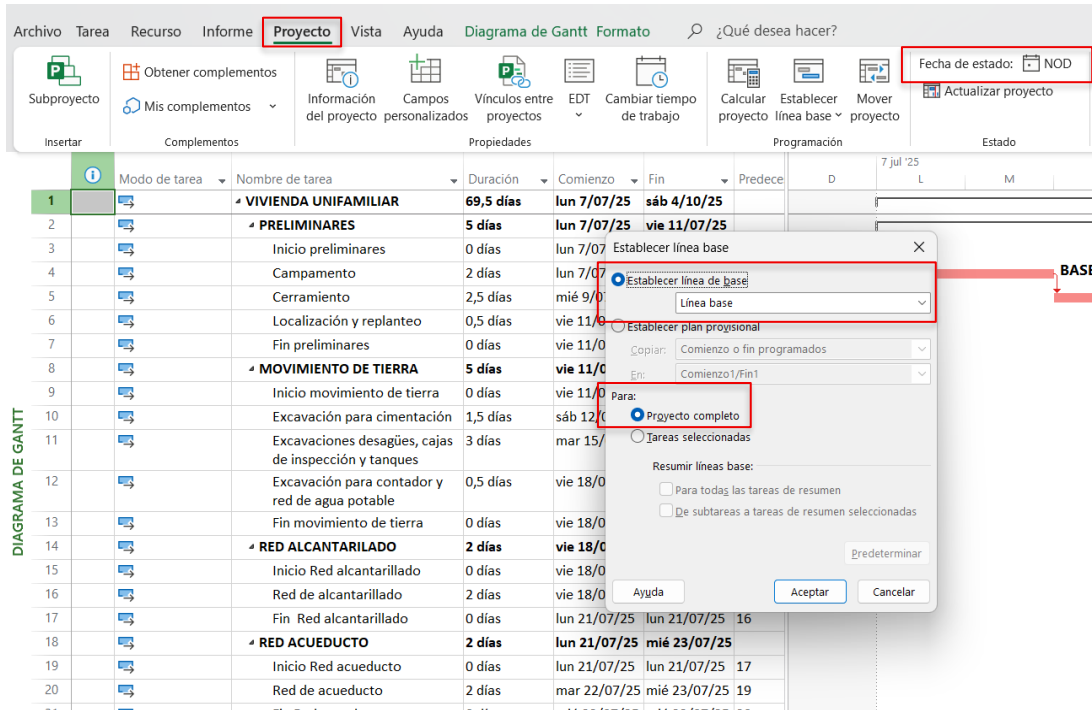 Archivo Tarea Recurso Informe Proyecto Vista Ayuda Diagrama de Gantt Formato ¿Qué desea hacer?
Subproyecto
Insertar
Obtener complementos
Mis complementos
Complementos
Información del proyecto
Campos personalizados
Vínculos entre proyectos
EDT
Cambiar tiempo de trabajo
Propiedades
Calcular proyecto
Establecer línea base
Mover proyecto
Programación
Fecha de estado: NOD
Actualizar proyecto
Estado
Modo de tarea Nombre de tarea Duración Comienzo Fin Predece
7 jul '25
D L M
1 VIVIENDA UNIFAMILIAR 69,5 días lun 7/07/25 sáb 4/10/25
2 PRELIMINARES 5 días lun 7/07/25 vie 11/07/25
3 Inicio preliminares 0 días lun 7/07
4 Campamento 2 días lun 7/07
5 Cerramiento 2,5 días mié 9/07
6 Localización y replanteo 0,5 días vie 11/0
7 Fin preliminares 0 días vie 11/0
8 MOVIMIENTO DE TIERRA 5 días vie 11/0
9 Inicio movimiento de tierra 0 días vie 11/0
10 Excavación para cimentación 1,5 días sáb 12/0
11 Excavaciones desagües, cajas de inspección y tanques 3 días mar 15/
12 Excavación para contador y red de agua potable 0,5 días vie 18/0
13 Fin movimiento de tierra 0 días vie 18/0
14 RED ALCANTARILADO 2 días vie 18/0
15 Inicio Red alcantarillado 0 días vie 18/0
16 Red de alcantarillado 2 días vie 18/0
17 Fin Red alcantarillado 0 días lun 21/07/25 lun 21/07/25 16
18 RED ACUEDUCTO 2 días lun 21/07/25 mié 23/07/25
19 Inicio Red acueducto 0 días lun 21/07/25 lun 21/07/25 17
20 Red de acueducto 2 días mar 22/07/25 mié 23/07/25 19
DIAGRAMA DE GANTT
BASE
Establecer línea base
Establecer línea de base
Línea base
Establecer plan provisional
Copiar: Comienzo o fin programados
En: Comienzo1/Fin1
Para:
Proyecto completo
Tareas seleccionadas
Resumir líneas base:
Para todas las tareas de resumen
De subtareas a tareas de resumen seleccionadas
Predeterminar
Ayuda Aceptar Cancelar